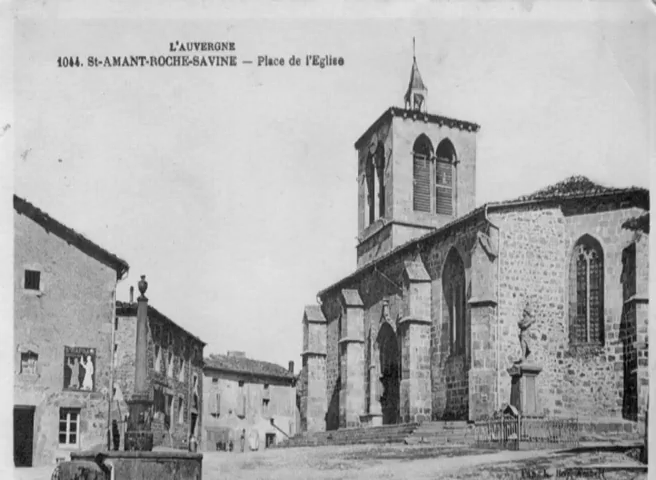 L'AUVERGNE
1044. St-AMANT-ROCHE-SAVINE — Place de l'Eglise